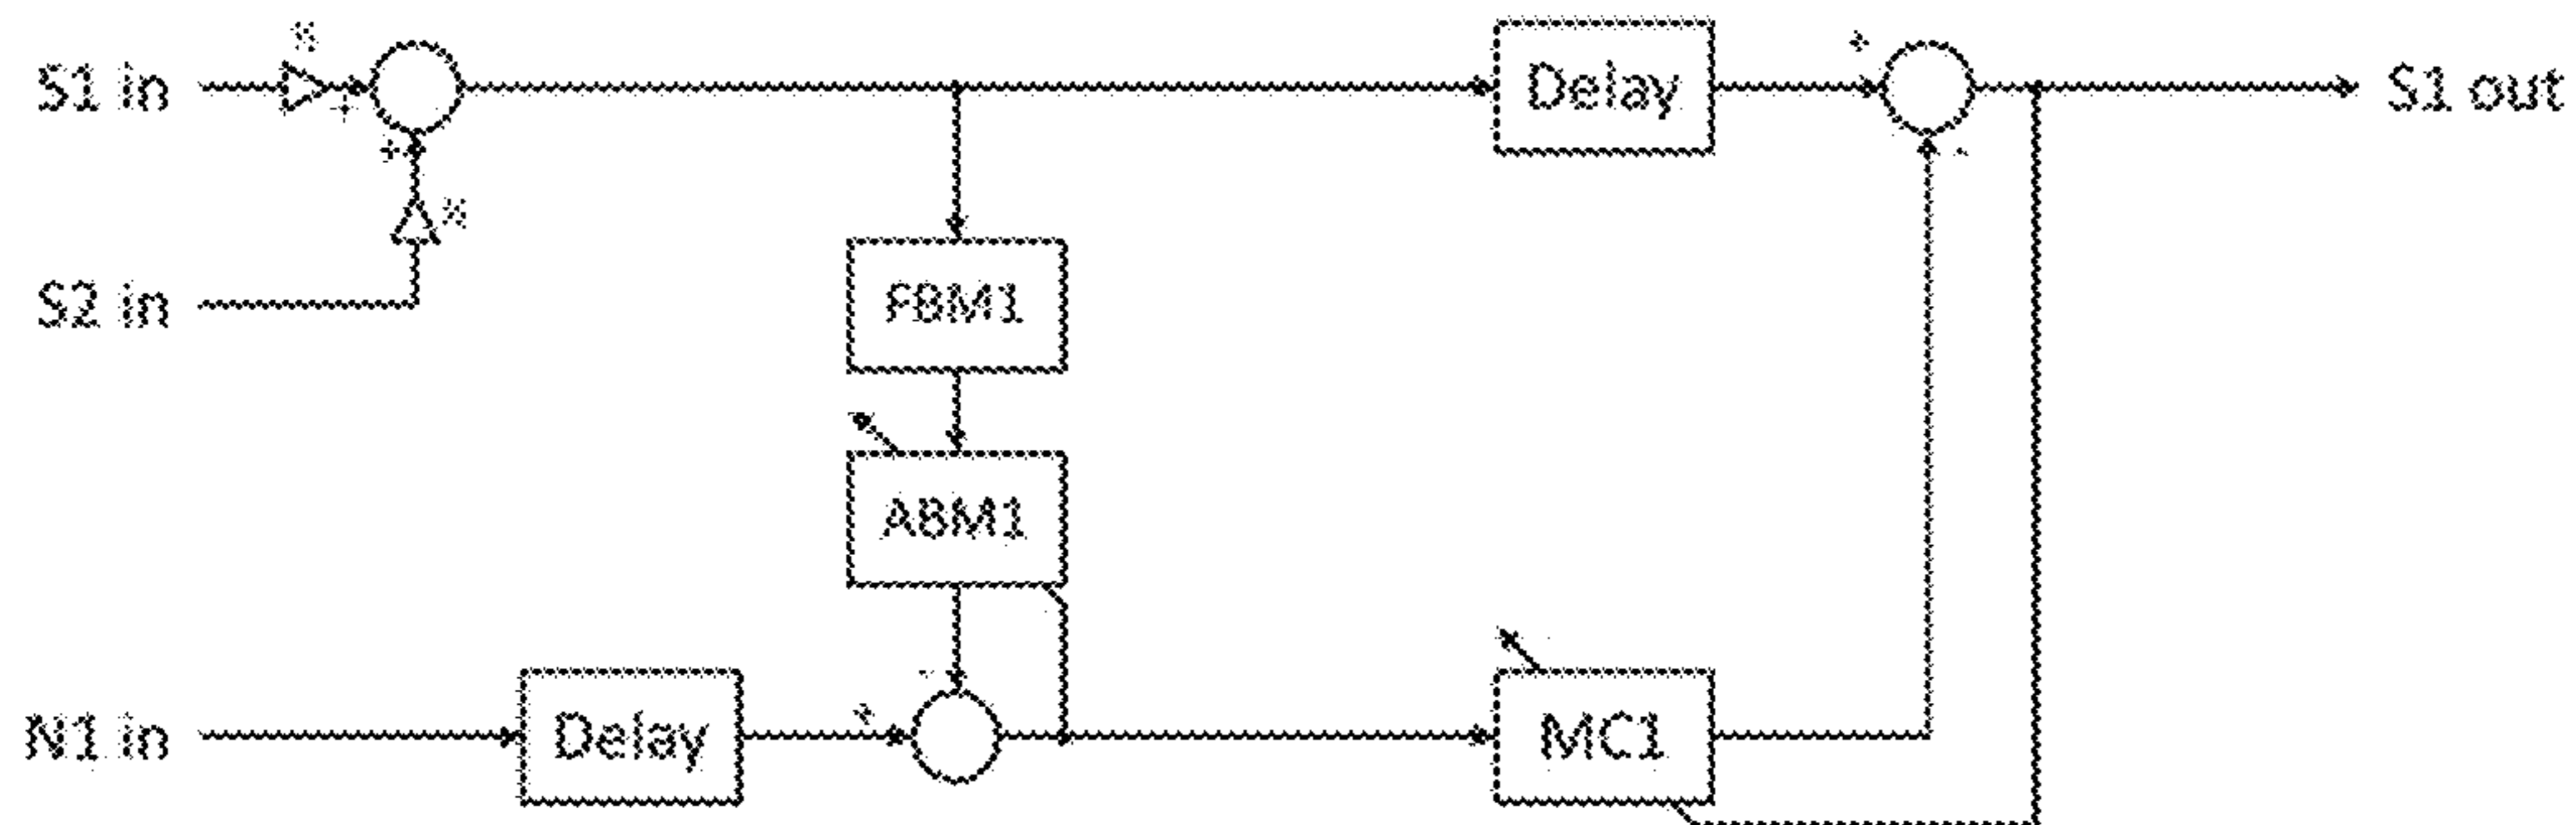 S1 in
+
+
Delay
+
-
S1 out
S2 in
FBM1
ABM1
N1 in
Delay
+
-
MC1